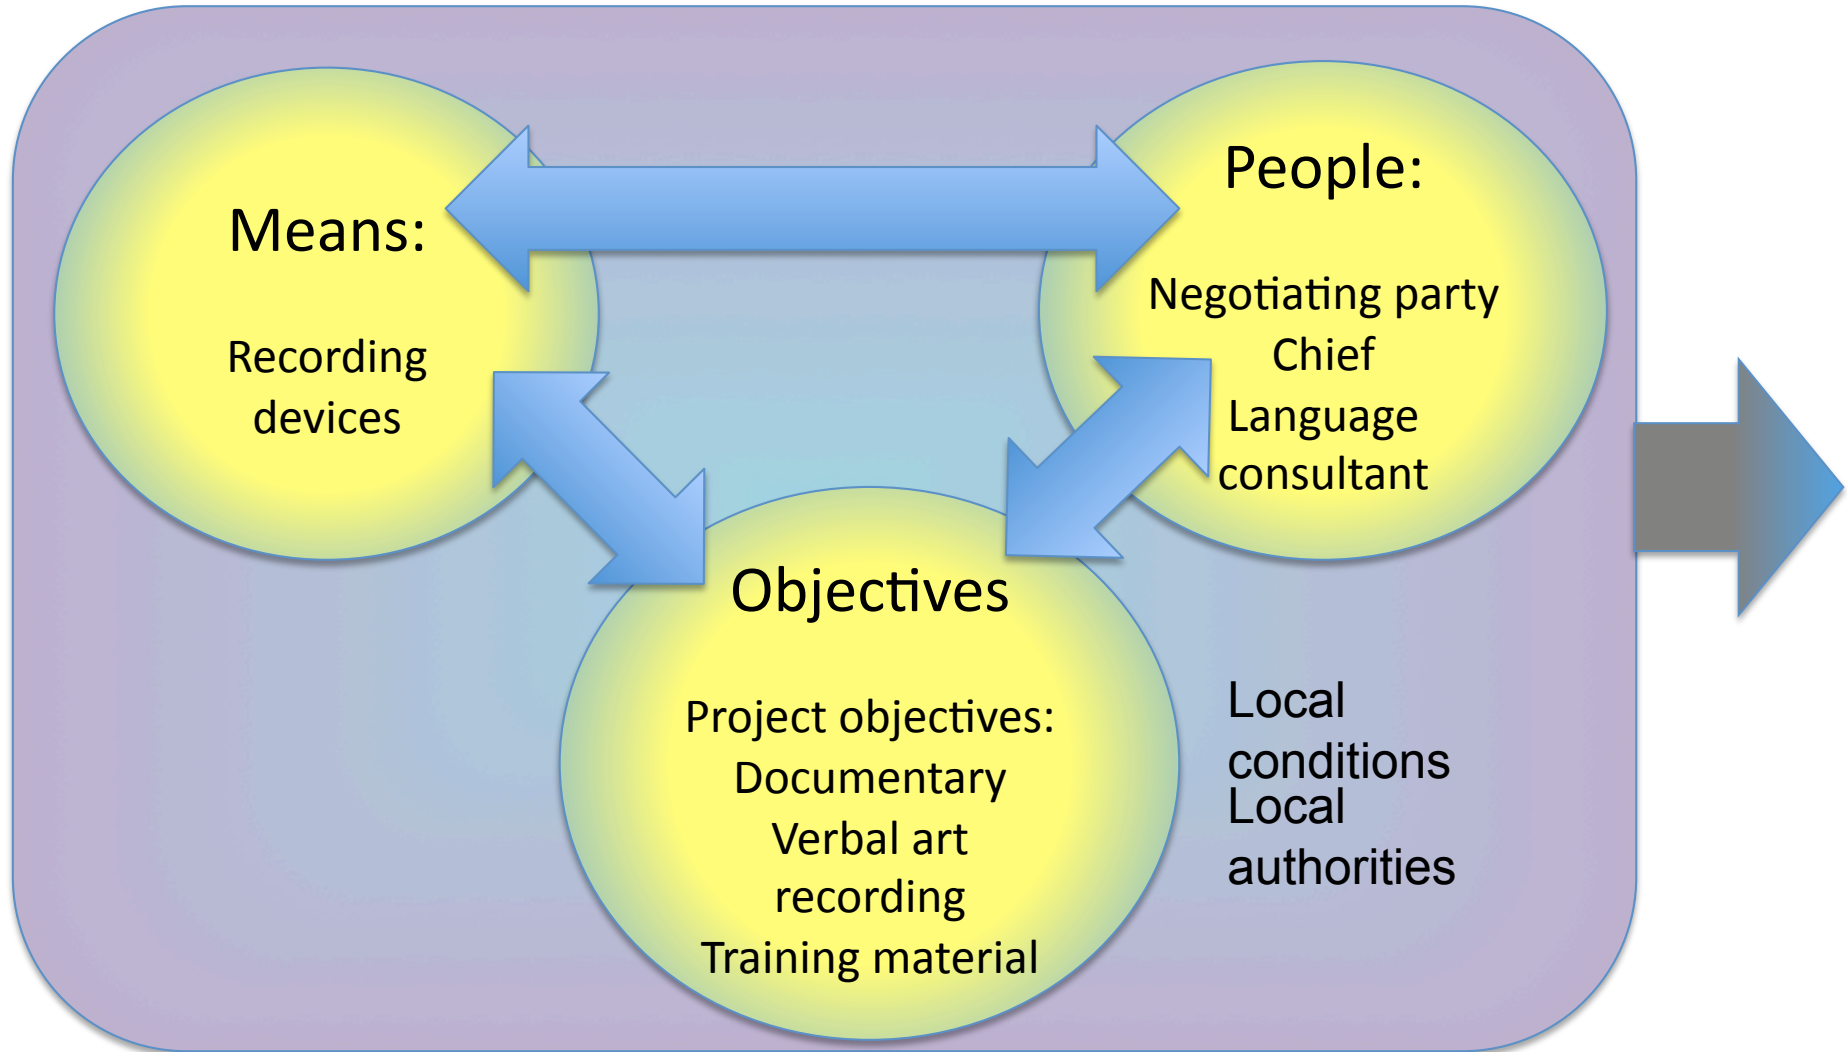 Means:
Recording
devices
People:
Negotiating party
Chief
Language
consultant
Objectives
Project objectives:
Documentary
Verbal art
recording
Training material
Local
conditions
Local
authorities